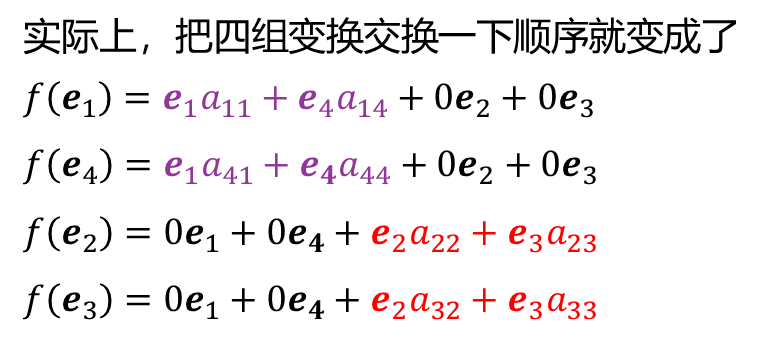 实际上，把四组变换交换一下顺序就变成了
f(e₁) = e₁a₁₁ + e₄a₁₄ + 0e₂ + 0e₃
f(e₄) = e₁a₄₁ + e₄a₄₄ + 0e₂ + 0e₃
f(e₂) = 0e₁ + 0e₄ + e₂a₂₂ + e₃a₂₃
f(e₃) = 0e₁ + 0e₄ + e₂a₃₂ + e₃a₃₃